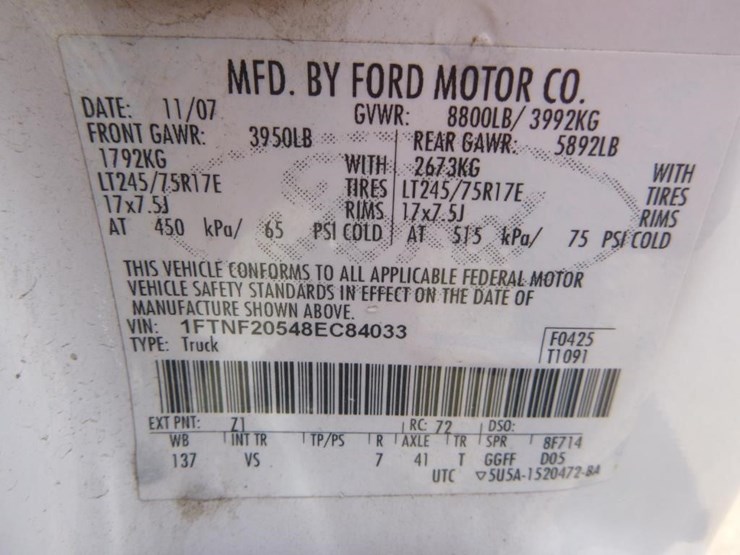 MFD. BY FORD MOTOR CO.
DATE: 11/07 GVWR: 8800LB/ 3992KG
FRONT GAWR: 3950LB REAR GAWR: 5892LB
1792KG WITH 2673KG WITH
LT245/75R17E TIRES LT245/75R17E TIRES
17x7.5J RIMS 17x7.5J RIMS
AT 450 kPa/ 65 PSI COLD AT 515 kPa/ 75 PSI COLD
Ford
THIS VEHICLE CONFORMS TO ALL APPLICABLE FEDERAL MOTOR
VEHICLE SAFETY STANDARDS IN EFFECT ON THE DATE OF
MANUFACTURE SHOWN ABOVE.
VIN: 1FTNF20548EC84033 F0425
TYPE: Truck T1091
EXT PNT: Z1 RC: 72 DSO:
WB INT TR TP/PS R AXLE TR SPR 8F714
137 VS 7 41 T GGFF D05
UTC ▽5U5A-1520472-BA